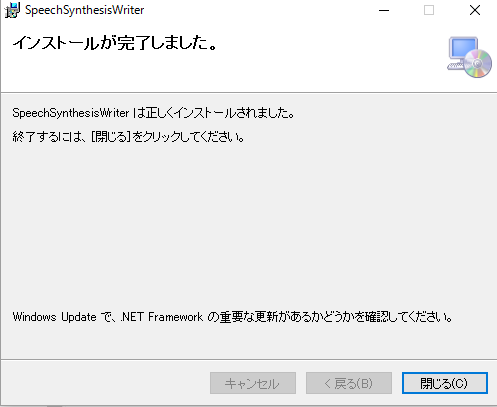 SpeechSynthesisWriter
インストールが完了しました。
SpeechSynthesisWriter は正しくインストールされました。
終了するには、[閉じる]をクリックしてください。
Windows Update で、.NET Framework の重要な更新があるかどうかを確認してください。
キャンセル
< 戻る(B)
閉じる(C)